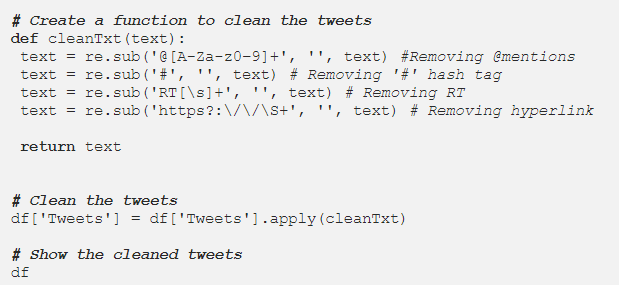 # Create a function to clean the tweets
def cleanTxt(text):
 text = re.sub('@[A-Za-z0-9]+', '', text) #Removing @mentions
 text = re.sub('#', '', text) # Removing '#' hash tag
 text = re.sub('RT[\s]+', '', text) # Removing RT
 text = re.sub('https?:\/\/\S+', '', text) # Removing hyperlink
 return text
# Clean the tweets
df['Tweets'] = df['Tweets'].apply(cleanTxt)
# Show the cleaned tweets
df